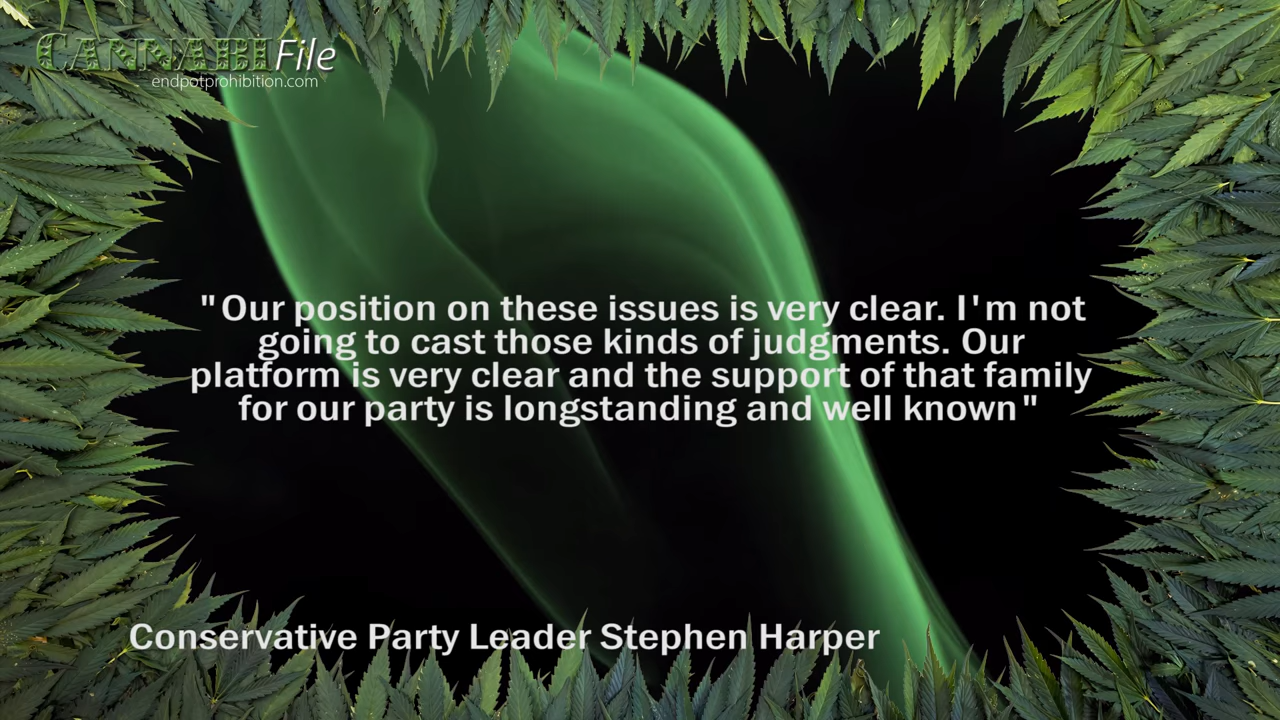 CANNABIFile
endpotprohibition.com
"Our position on these issues is very clear. I'm not
going to cast those kinds of judgments. Our
platform is very clear and the support of that family
for our party is longstanding and well known"
Conservative Party Leader Stephen Harper